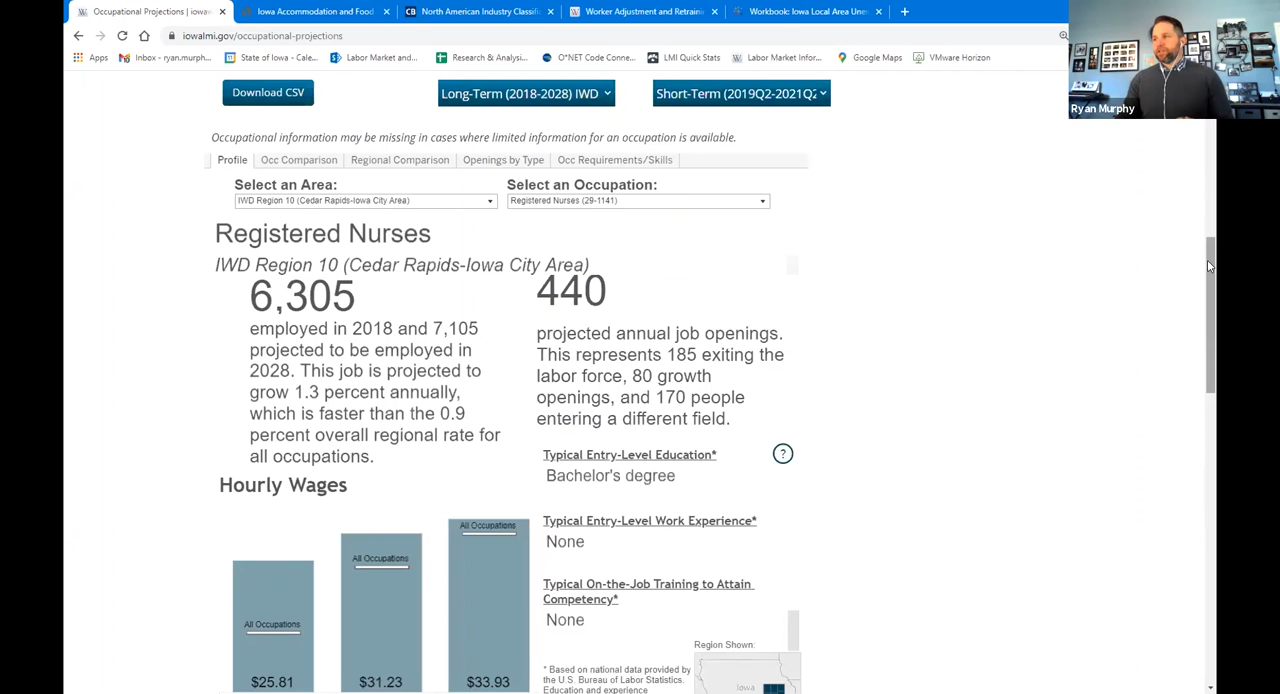 Occupational Projections | iowa
Iowa Accommodation and Food
North American Industry Classifi
Worker Adjustment and Retrain
Workbook: Iowa Local Area Une
iowalmi.gov/occupational-projections
Apps
Inbox - ryan.murph...
State of Iowa - Cale...
Labor Market and...
Research & Analysi...
O*NET Code Conne...
LMI Quick Stats
Labor Market Infor...
Google Maps
VMware Horizon
Ryan Murphy
Download CSV
Long-Term (2018-2028) IWD
Short-Term (2019Q2-2021Q2
Occupational information may be missing in cases where limited information for an occupation is available.
Profile
Occ Comparison
Regional Comparison
Openings by Type
Occ Requirements/Skills
Select an Area:
Select an Occupation:
IWD Region 10 (Cedar Rapids-Iowa City Area)
Registered Nurses (29-1141)
Registered Nurses
IWD Region 10 (Cedar Rapids-Iowa City Area)
6,305
employed in 2018 and 7,105
projected to be employed in
2028. This job is projected to
grow 1.3 percent annually,
which is faster than the 0.9
percent overall regional rate for
all occupations.
440
projected annual job openings.
This represents 185 exiting the
labor force, 80 growth
openings, and 170 people
entering a different field.
Typical Entry-Level Education*
?
Bachelor's degree
Typical Entry-Level Work Experience*
None
Typical On-the-Job Training to Attain
Competency*
None
* Based on national data provided by
the U.S. Bureau of Labor Statistics.
Education and experience
Region Shown:
Iowa
Hourly Wages
All Occupations
All Occupations
All Occupations
$25.81
$31.23
$33.93